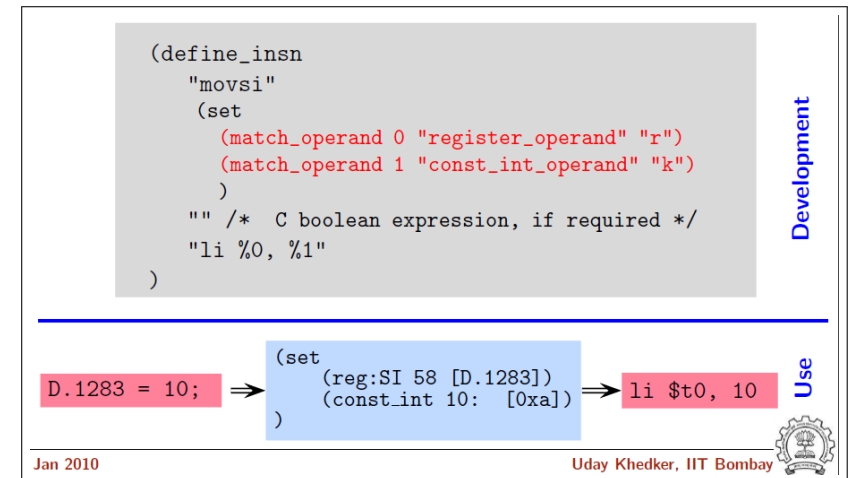 (define_insn
"movsi"
(set
(match_operand 0 "register_operand" "r")
(match_operand 1 "const_int_operand" "k")
)
"" /* C boolean expression, if required */
"li %0, %1"
)
Development
D.1283 = 10;
(set
(reg:SI 58 [D.1283])
(const_int 10: [0xa])
)
li $t0, 10
Use
Jan 2010
Uday Khedker, IIT Bombay